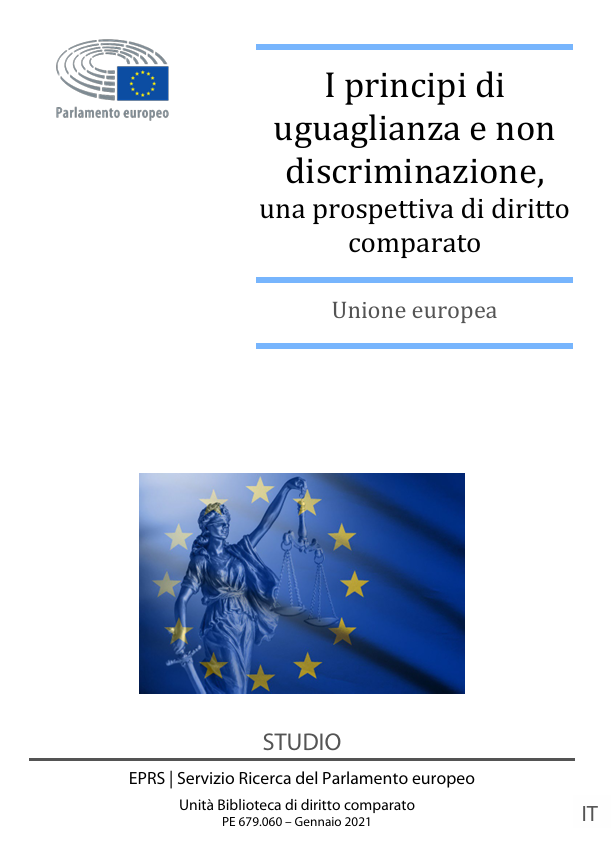 Parlamento europeo
I principi di
uguaglianza e non
discriminazione,
una prospettiva di diritto
comparato
Unione europea
STUDIO
EPRS | Servizio Ricerca del Parlamento europeo
Unità Biblioteca di diritto comparato
PE 679.060 – Gennaio 2021
IT